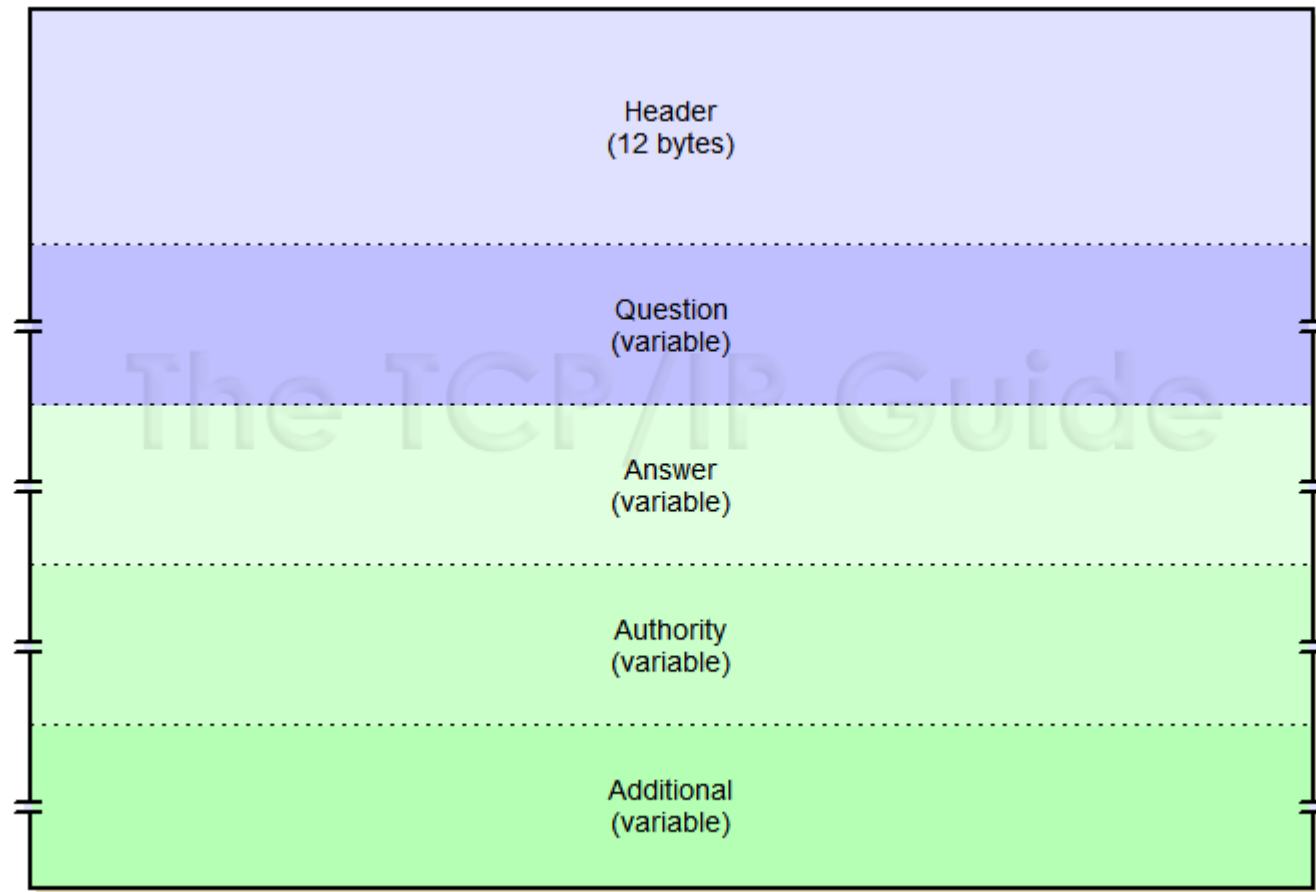 Header
(12 bytes)
Question
(variable)
The TCP/IP Guide
Answer
(variable)
Authority
(variable)
Additional
(variable)